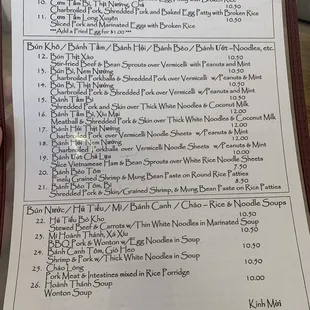 10. Cơm Tấm Bì, Thịt Nướng, Chả
Charbroiled Pork, Shredded Pork and Baked Egg Patty with Broken Rice
11. Cơm Tấm Long Xuyên 10.50
Sliced Pork and Marinated Eggs with Broken Rice
***Add a Fried Egg for $1.00***
Bún Khô / Bánh Tầm / Bánh Hỏi / Bánh Bèo / Bánh Ướt –Noodles, etc.
12. Bún Thịt Xào 10.50
Stir-fried Beef & Bean Sprouts over Vermicelli with Peanuts and Mint
13. Bún Bì, Nem Nướng 10.50
Charbroiled Porkballs & Shredded Pork over Vermicelli w/Peanuts & Mint
14. Bún Bì, Thịt Nướng 10.50
Charbroiled Pork & Shredded Pork over Vermicelli w/Peanuts & Mint
15. Bánh Tầm Bì 10.50
Shredded Pork and Skin over Thick White Noodles & Coconut Milk
16. Bánh Tầm Bì, Xíu Mại 12.00
Meatball & Shredded Pork & Skin over Thick White Noodles & Coconut Milk
17. Bánh Hỏi Thịt Nướng 12.00
Charbroiled Pork over Vermicelli Noodle Sheets w/Peanuts & Mint
18. Bánh Hỏi Nem Nướng 12.00
Charbroiled Porkballs over Vermicelli Noodle Sheets w/Peanuts & Mint
19. Bánh Ướt Chả Lụa 10.50
Slice Vietnamese Ham & Bean Sprouts over White Rice Noodle Sheets
20. Bánh Bèo Tôm 7.50
Finely Grained Shrimp & Mung Bean Paste on Round Rice Patties
21. Bánh Bèo Tôm, Bì 8.50
Shredded Pork & Skin/Grained Shrimp, & Mung Bean Paste on Rice Patties
Bún Nước / Hủ Tiếu / Mì / Bánh Canh / Cháo – Rice & Noodle Soups
22. Hủ Tiếu Bò Kho 10.50
Stewed Beef & Carrots w/Thin White Noodles in Marinated Soup
23. Mì Hoành Thánh, Xá Xíu 10.50
BBQ Pork & Wonton w/Egg Noodles in Soup
24. Bánh Canh Tôm, Giò Heo 10.50
Shrimp & Pork w/Thick White Noodles in Soup
25. Cháo Lòng 10.50
Pork Meat & Intestines mixed in Rice Porridge
26. Hoành Thánh Soup 10.00
Wonton Soup
Kính Mời